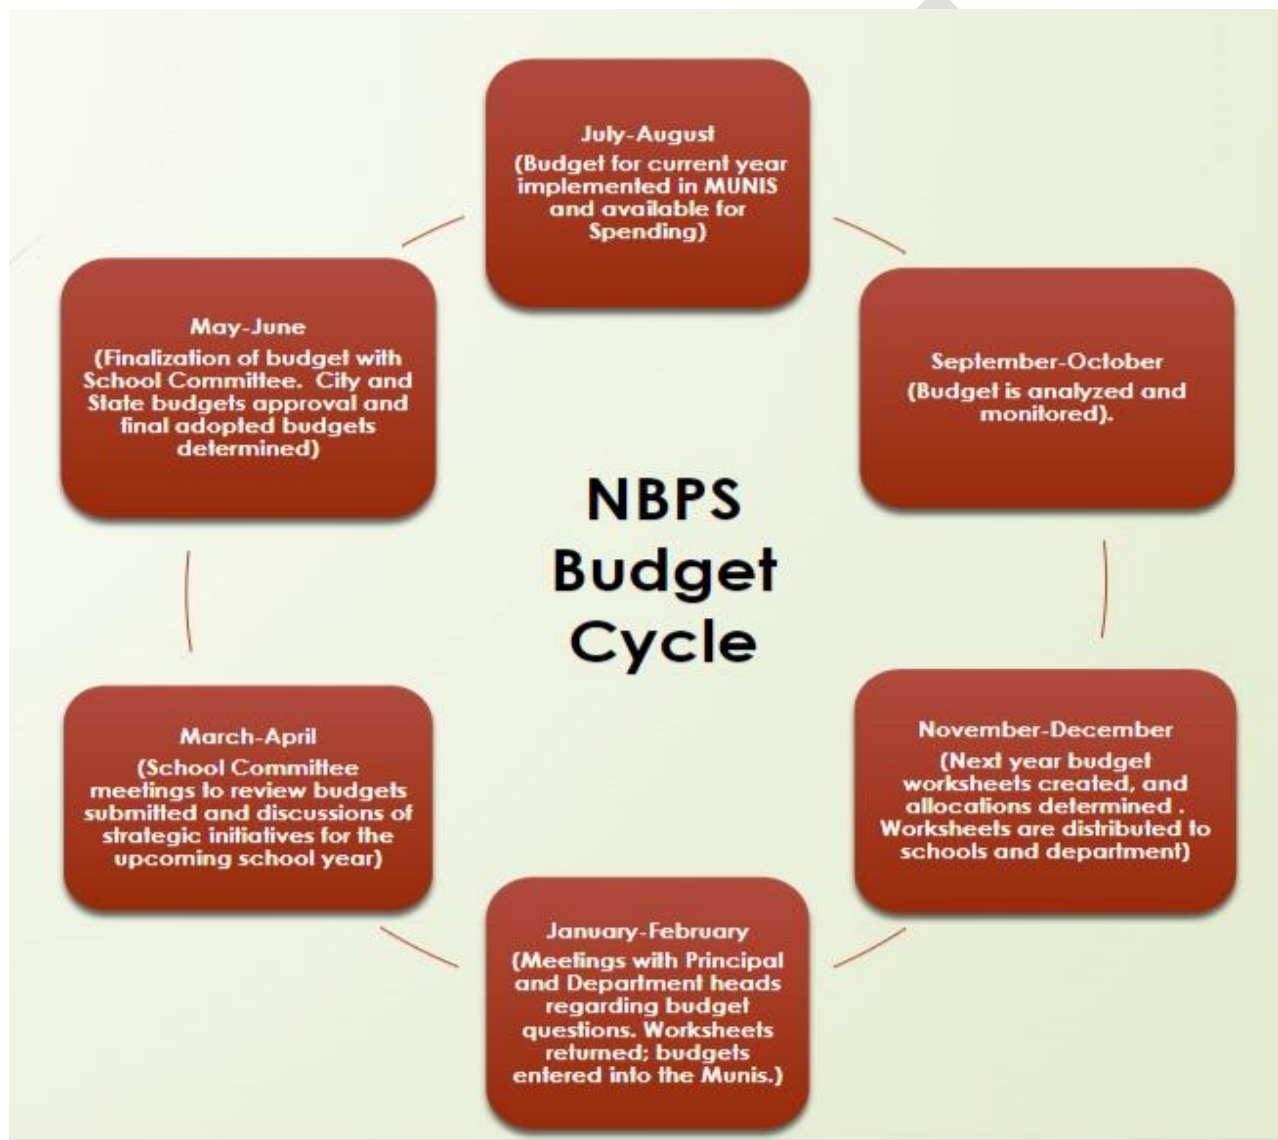 July-August
(Budget for current year
implemented in MUNIS
and available for
Spending)
September-October
(Budget is analyzed and
monitored).
November-December
(Next year budget
worksheets created, and
allocations determined .
Worksheets are distributed to
schools and department)
January-February
(Meetings with Principal
and Department heads
regarding budget
questions. Worksheets
returned; budgets
entered into the Munis.)
March-April
(School Committee
meetings to review budgets
submitted and discussions of
strategic initiatives for the
upcoming school year)
May-June
(Finalization of budget with
School Committee.  City and
State budgets approval and
final adopted budgets
determined)
NBPS
Budget
Cycle